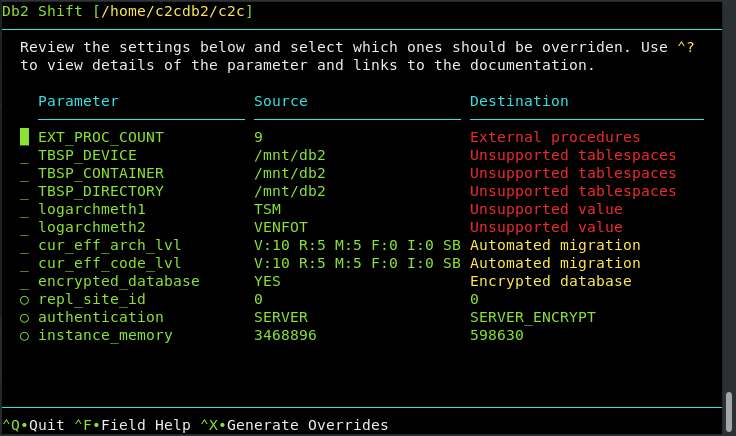 Db2 Shift [/home/c2cdb2/c2c]
Review the settings below and select which ones should be overriden. Use ^?
to view details of the parameter and links to the documentation.
Parameter Source Destination
EXT_PROC_COUNT 9 External procedures
_ TBSP_DEVICE /mnt/db2 Unsupported tablespaces
_ TBSP_CONTAINER /mnt/db2 Unsupported tablespaces
_ TBSP_DIRECTORY /mnt/db2 Unsupported tablespaces
_ logarchmeth1 TSM Unsupported value
_ logarchmeth2 VENFOT Unsupported value
_ cur_eff_arch_lvl V:10 R:5 M:5 F:0 I:0 SB Automated migration
_ cur_eff_code_lvl V:10 R:5 M:5 F:0 I:0 SB Automated migration
_ encrypted_database YES Encrypted database
○ repl_site_id 0 0
○ authentication SERVER SERVER_ENCRYPT
○ instance_memory 3468896 598630
^Q•Quit ^F•Field Help ^X•Generate Overrides